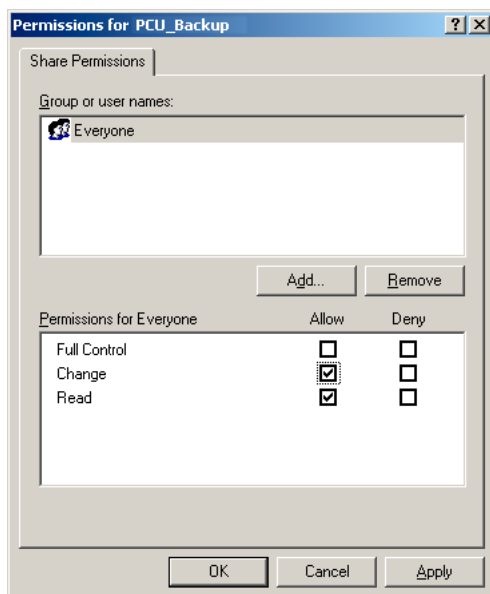 Permissions for PCU_Backup
Share Permissions
Group or user names:
Everyone
Add... Remove
Permissions for Everyone Allow Deny
Full Control
Change
Read
OK Cancel Apply